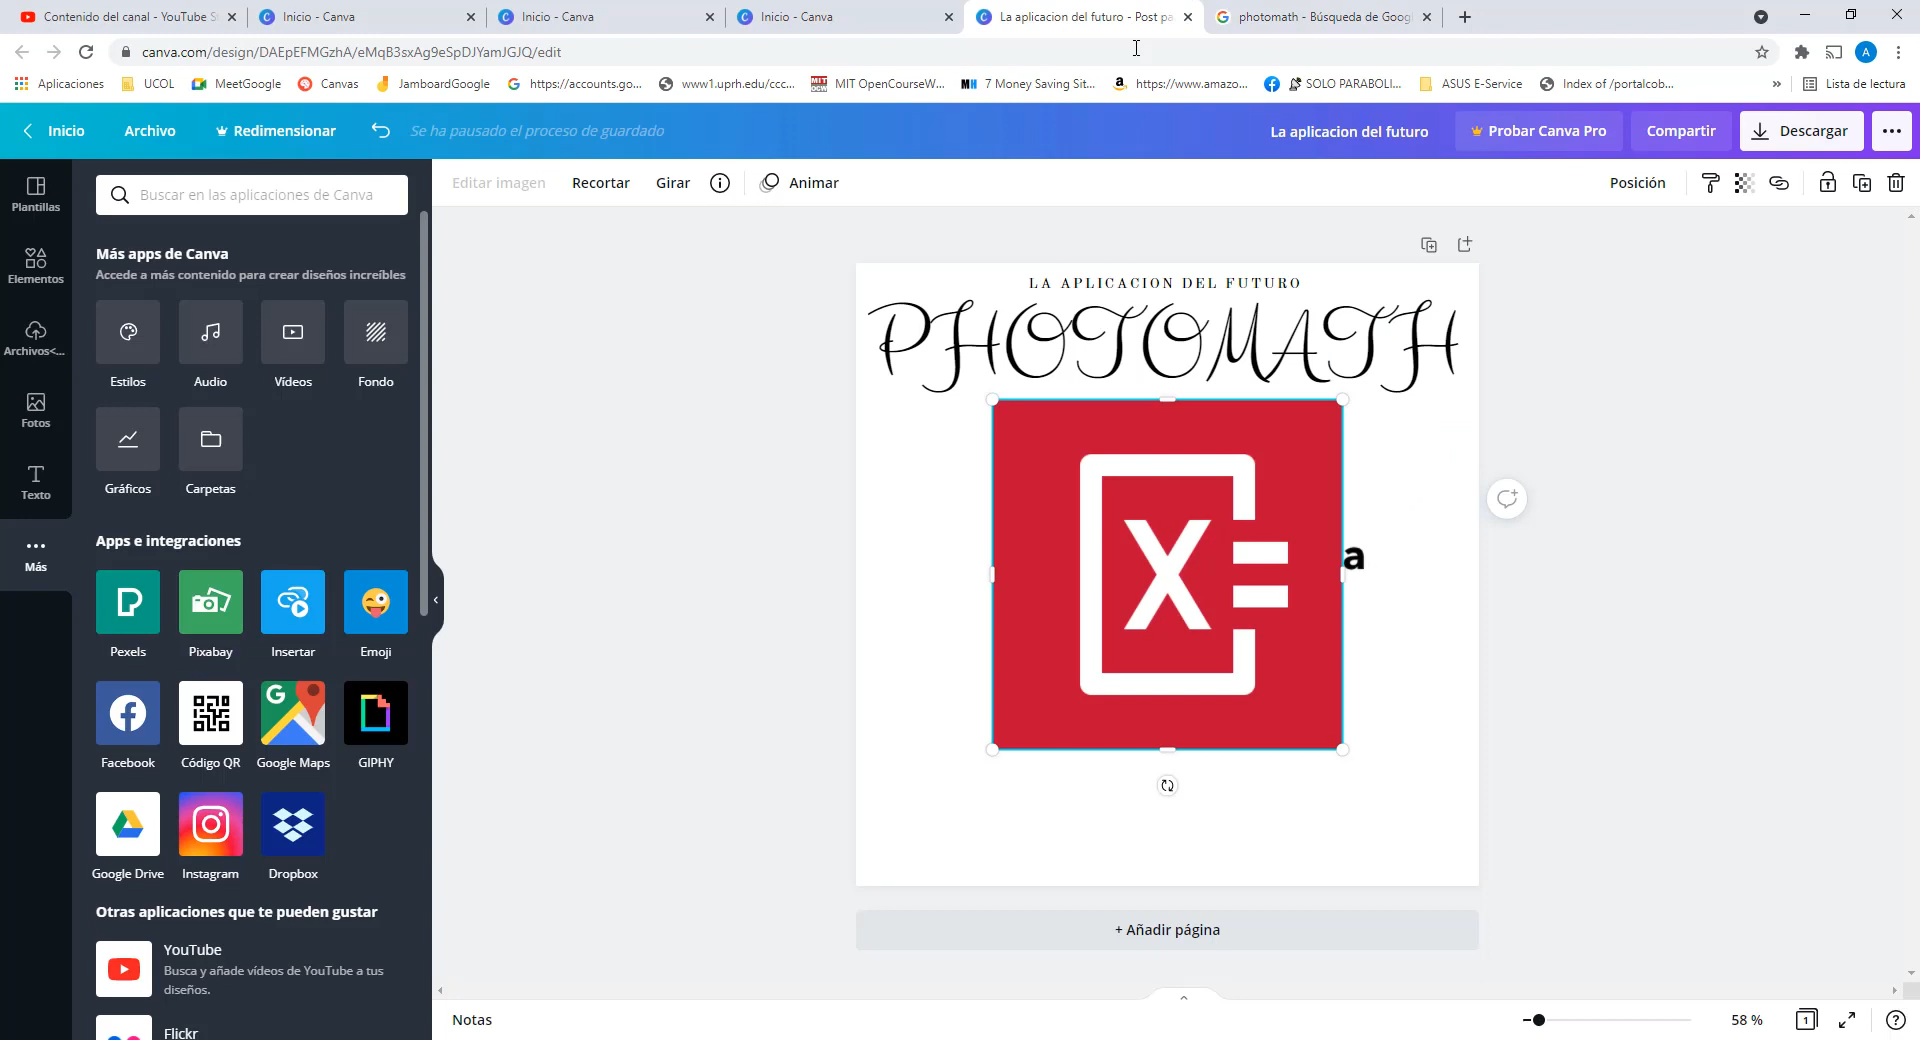 Contenido del canal - YouTube S
Inicio - Canva
Inicio - Canva
Inicio - Canva
La aplicacion del futuro - Post pa
photomath - Búsqueda de Goog
canva.com/design/DAEpEFMGzhA/eMqB3sxAg9eSpDJYamJGJQ/edit
A
Aplicaciones
UCOL
MeetGoogle
Canvas
JamboardGoogle
https://accounts.go...
www1.uprh.edu/ccc...
MIT OpenCourseW...
7 Money Saving Sit...
https://www.amazo...
SOLO PARABOLI...
ASUS E-Service
Index of /portalcob...
»
Lista de lectura
Inicio
Archivo
Redimensionar
Se ha pausado el proceso de guardado
La aplicacion del futuro
Probar Canva Pro
Compartir
Descargar
Plantillas
Elementos
Archivos<...
Fotos
Texto
Más
Buscar en las aplicaciones de Canva
Más apps de Canva
Accede a más contenido para crear diseños increíbles
Estilos
Audio
Vídeos
Fondo
Gráficos
Carpetas
Apps e integraciones
Pexels
Pixabay
Insertar
Emoji
Facebook
Código QR
Google Maps
GIPHY
Google Drive
Instagram
Dropbox
Otras aplicaciones que te pueden gustar
YouTube
Busca y añade vídeos de YouTube a tus
diseños.
Flickr
Editar imagen
Recortar
Girar
Animar
Posición
LA APLICACION DEL FUTURO
PHOTOMATH
X=
a
+ Añadir página
Notas
58 %
1